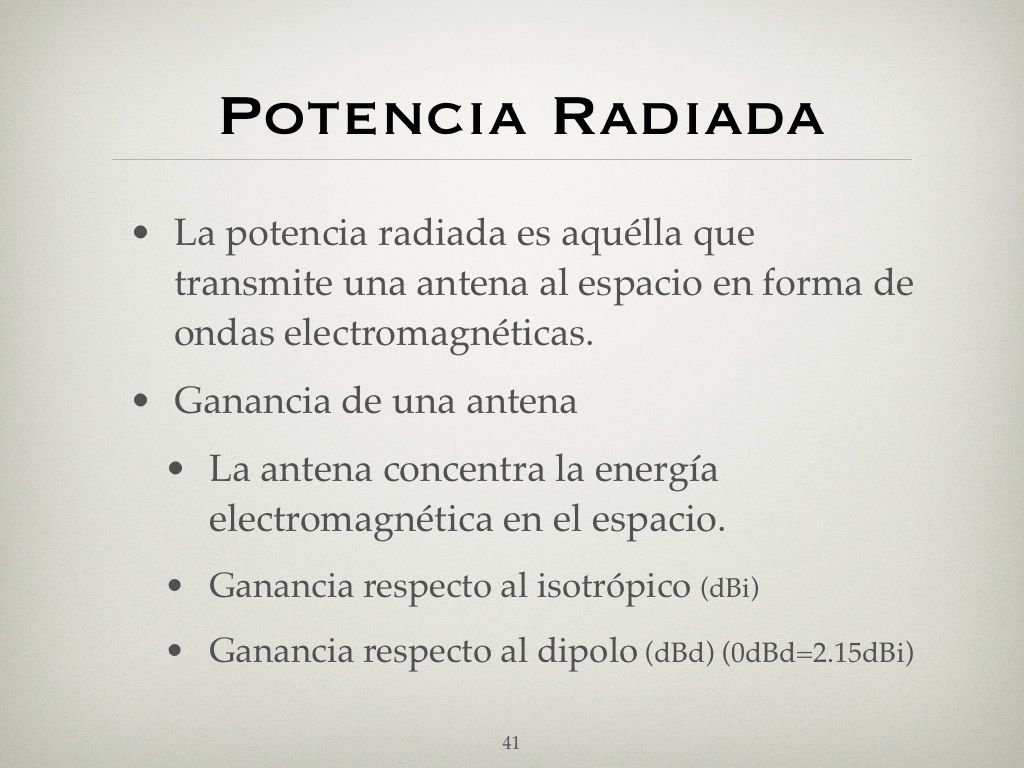 Potencia Radiada
• La potencia radiada es aquélla que
transmite una antena al espacio en forma de
ondas electromagnéticas.
• Ganancia de una antena
• La antena concentra la energía
electromagnética en el espacio.
• Ganancia respecto al isotrópico (dBi)
• Ganancia respecto al dipolo (dBd) (0dBd=2.15dBi)
41